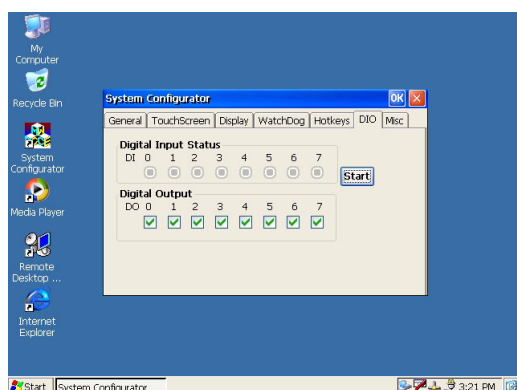 My
Computer
Recycle Bin
System
Configurator
Media Player
Remote
Desktop ...
Internet
Explorer
System Configurator
OK
General TouchScreen Display WatchDog Hotkeys DIO Misc
Digital Input Status
DI 0 1 2 3 4 5 6 7
Start
Digital Output
DO 0 1 2 3 4 5 6 7
Start System Configurator 3:21 PM